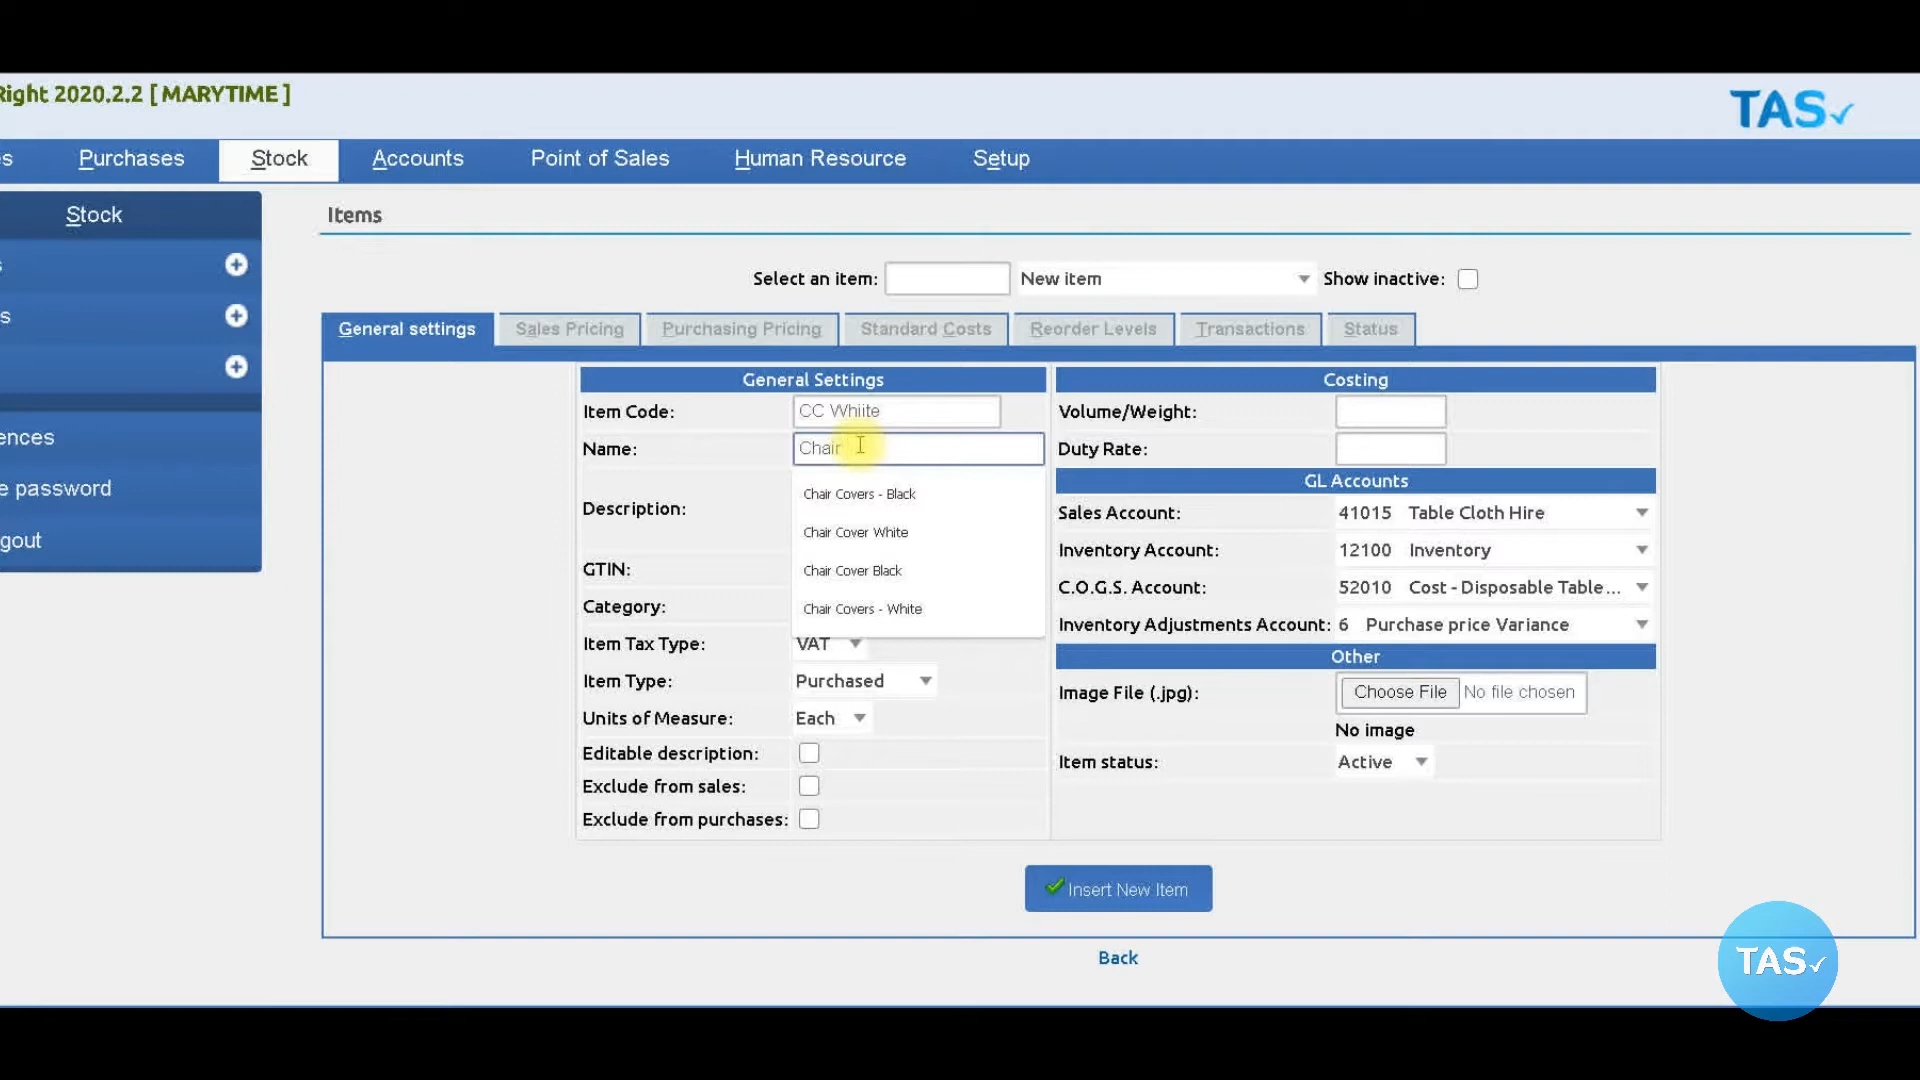 Right 2020.2.2 [ MARYTIME ]
TAS
s Purchases Stock Accounts Point of Sales Human Resource Setup
Stock
s
s
ences
e password
gout
Items
Select an item: New item Show inactive:
General settings Sales Pricing Purchasing Pricing Standard Costs Reorder Levels Transactions Status
General Settings
Item Code: CC Whiite
Name: Chair
Chair Covers - Black
Description:
Chair Cover White
Chair Cover Black
GTIN:
Category:
Chair Covers - White
Item Tax Type: VAT
Item Type: Purchased
Units of Measure: Each
Editable description:
Exclude from sales:
Exclude from purchases:
Costing
Volume/Weight:
Duty Rate:
GL Accounts
Sales Account: 41015 Table Cloth Hire
Inventory Account: 12100 Inventory
C.O.G.S. Account: 52010 Cost - Disposable Table...
Inventory Adjustments Account: 6 Purchase price Variance
Other
Image File (.jpg): Choose File No file chosen
No image
Item status: Active
Insert New Item
Back
TAS